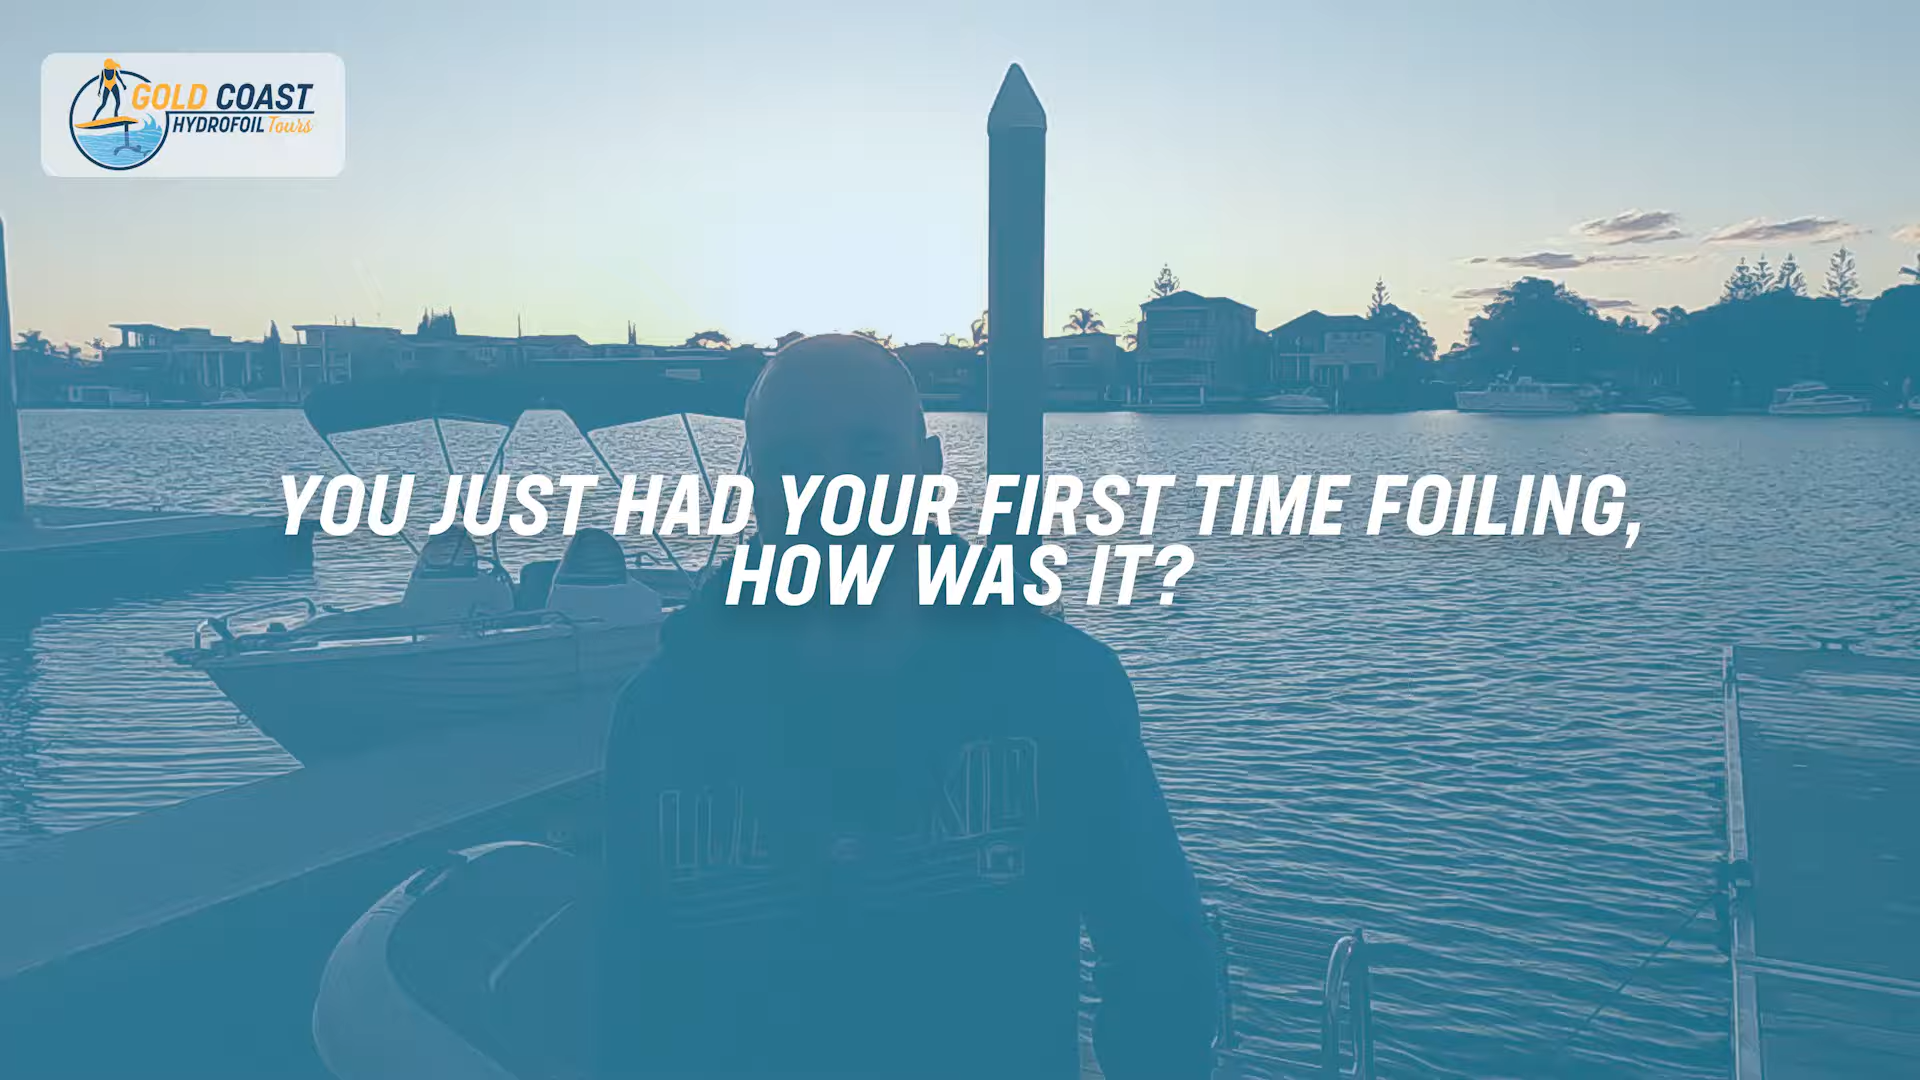 GOLD COAST
HYDROFOIL Tours
YOU JUST HAD YOUR FIRST TIME FOILING,
HOW WAS IT?